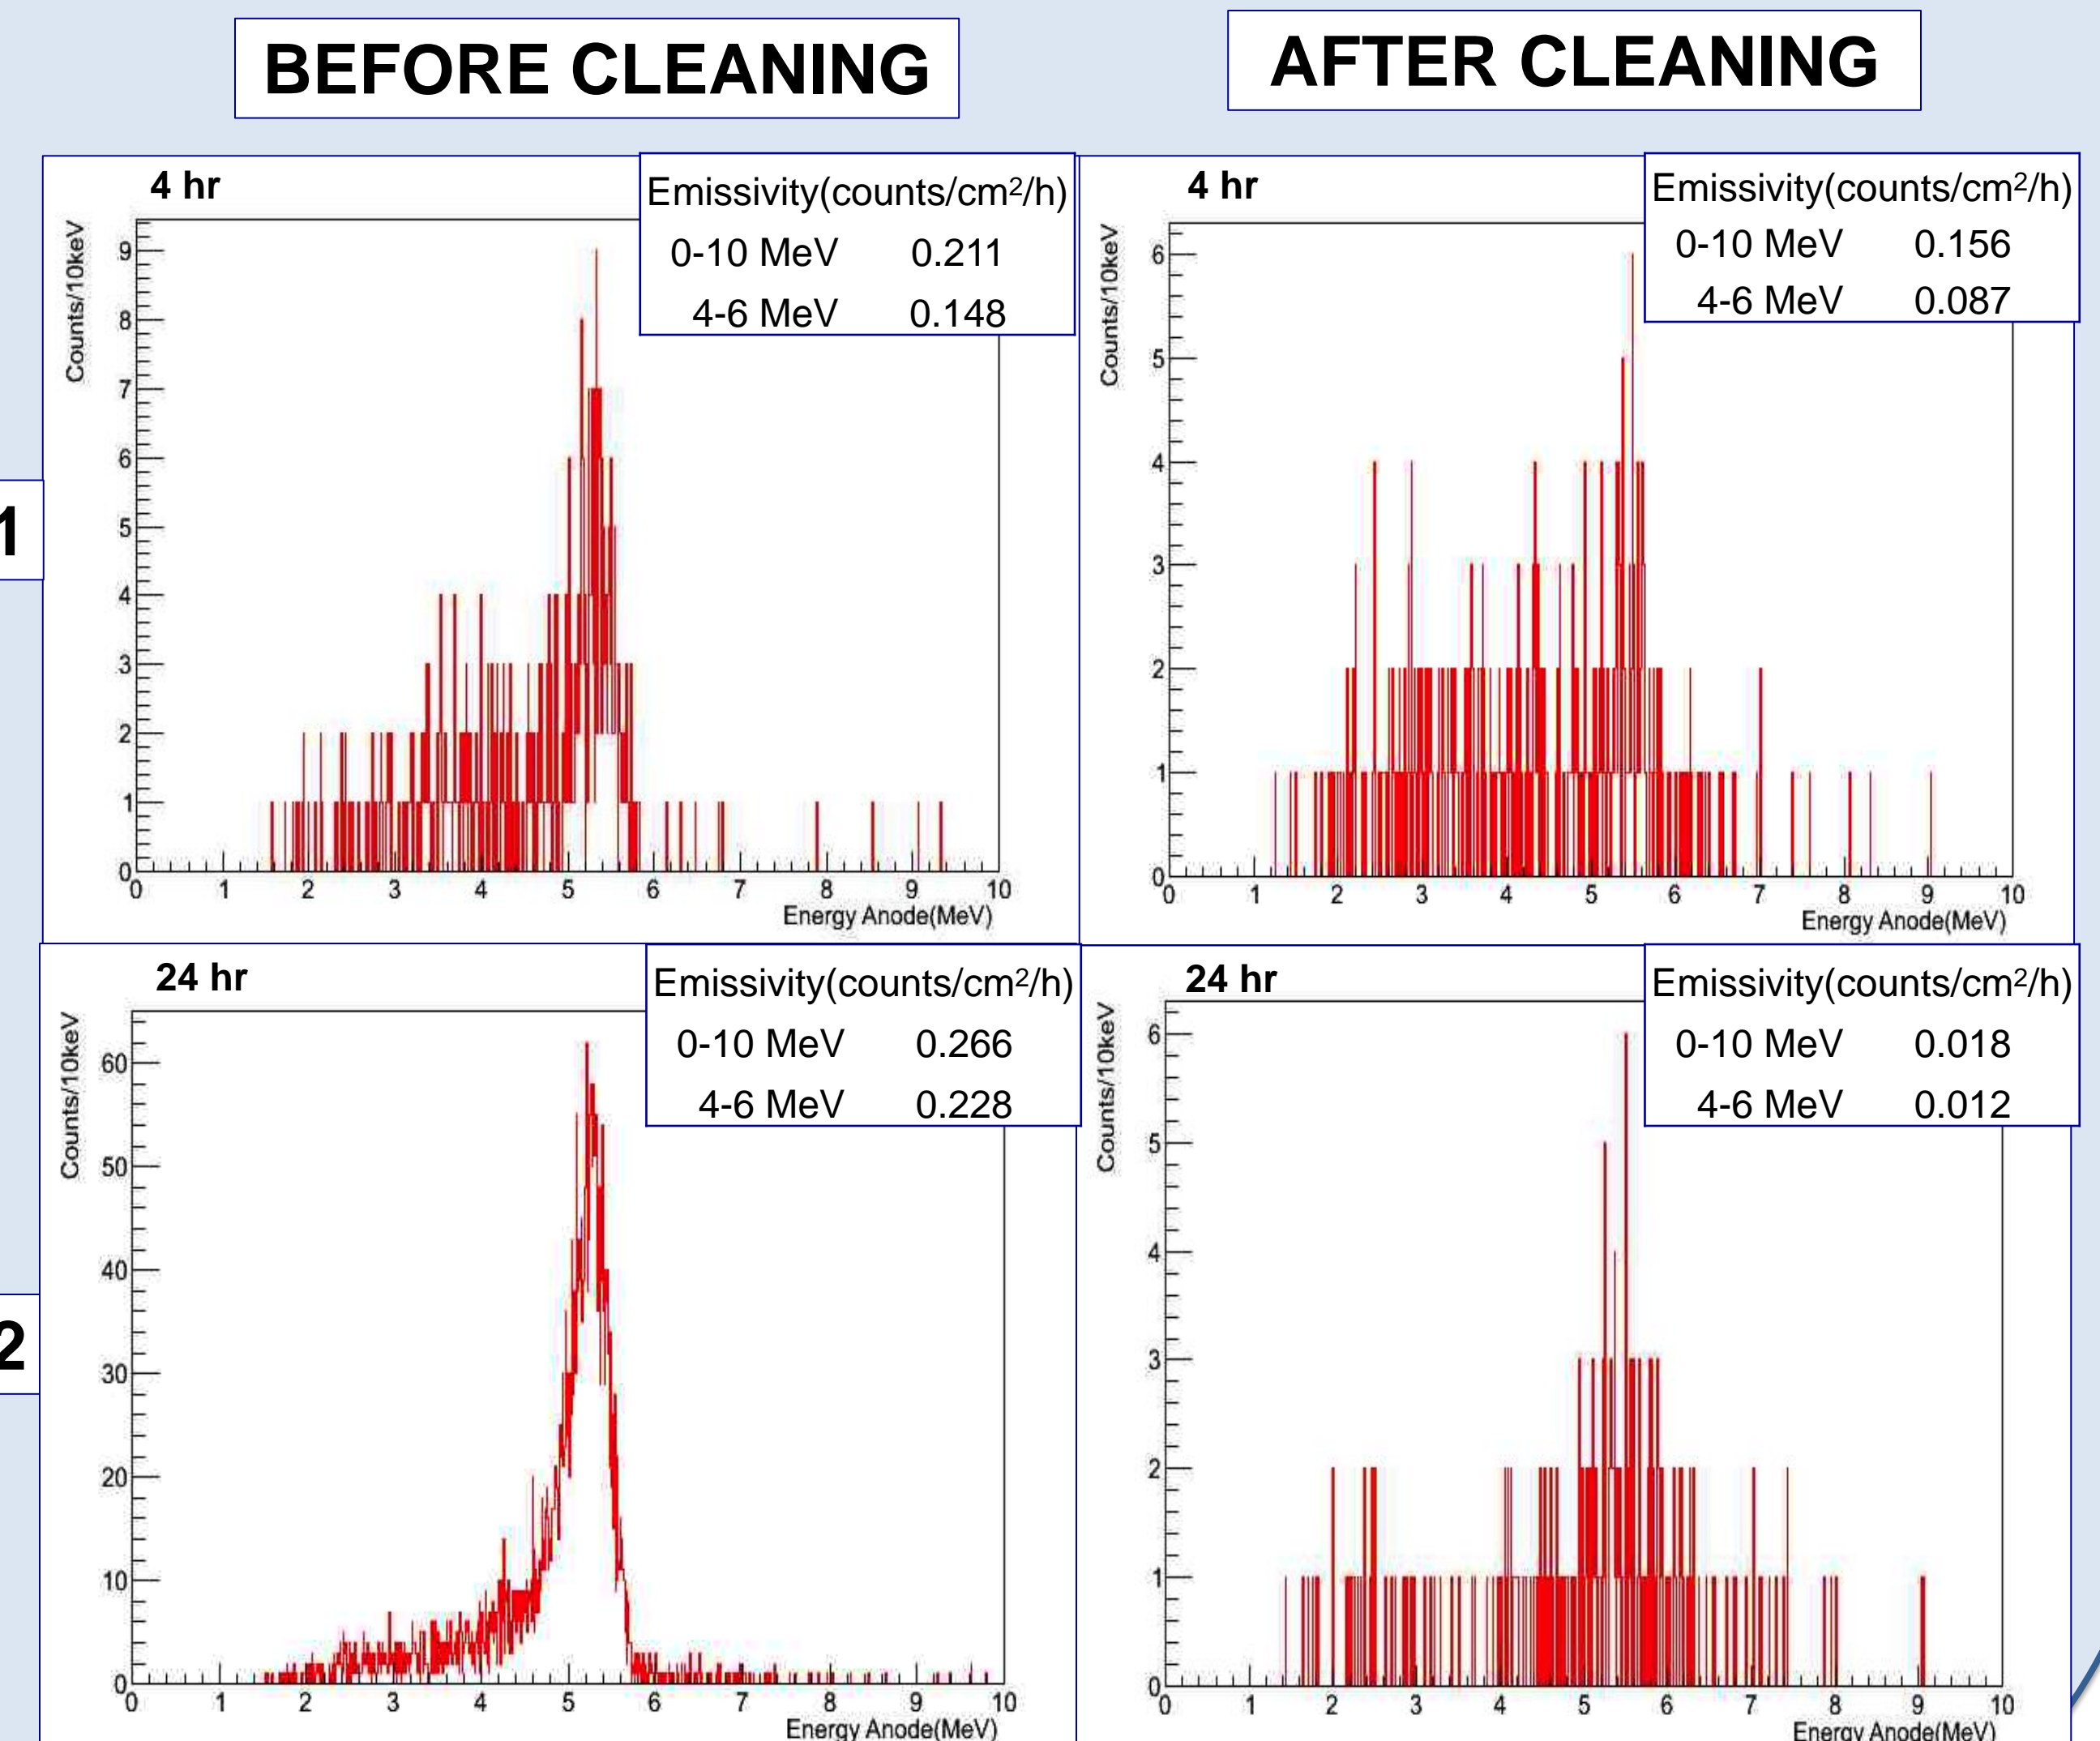 BEFORE CLEANING
AFTER CLEANING
1
4 hr
Emissivity(counts/cm2/h)
0-10 MeV 0.211
4-6 MeV 0.148
Counts/10keV
9
8
7
6
5
4
3
2
1
0
0 1 2 3 4 5 6 7 8 9 10
Energy Anode(MeV)
4 hr
Emissivity(counts/cm2/h)
0-10 MeV 0.156
4-6 MeV 0.087
Counts/10keV
6
5
4
3
2
1
0
0 1 2 3 4 5 6 7 8 9 10
Energy Anode(MeV)
2
24 hr
Emissivity(counts/cm2/h)
0-10 MeV 0.266
4-6 MeV 0.228
Counts/10keV
60
50
40
30
20
10
0
0 1 2 3 4 5 6 7 8 9 10
Energy Anode(MeV)
24 hr
Emissivity(counts/cm2/h)
0-10 MeV 0.018
4-6 MeV 0.012
Counts/10keV
6
5
4
3
2
1
0
0 1 2 3 4 5 6 7 8 9 10
Energy Anode(MeV)